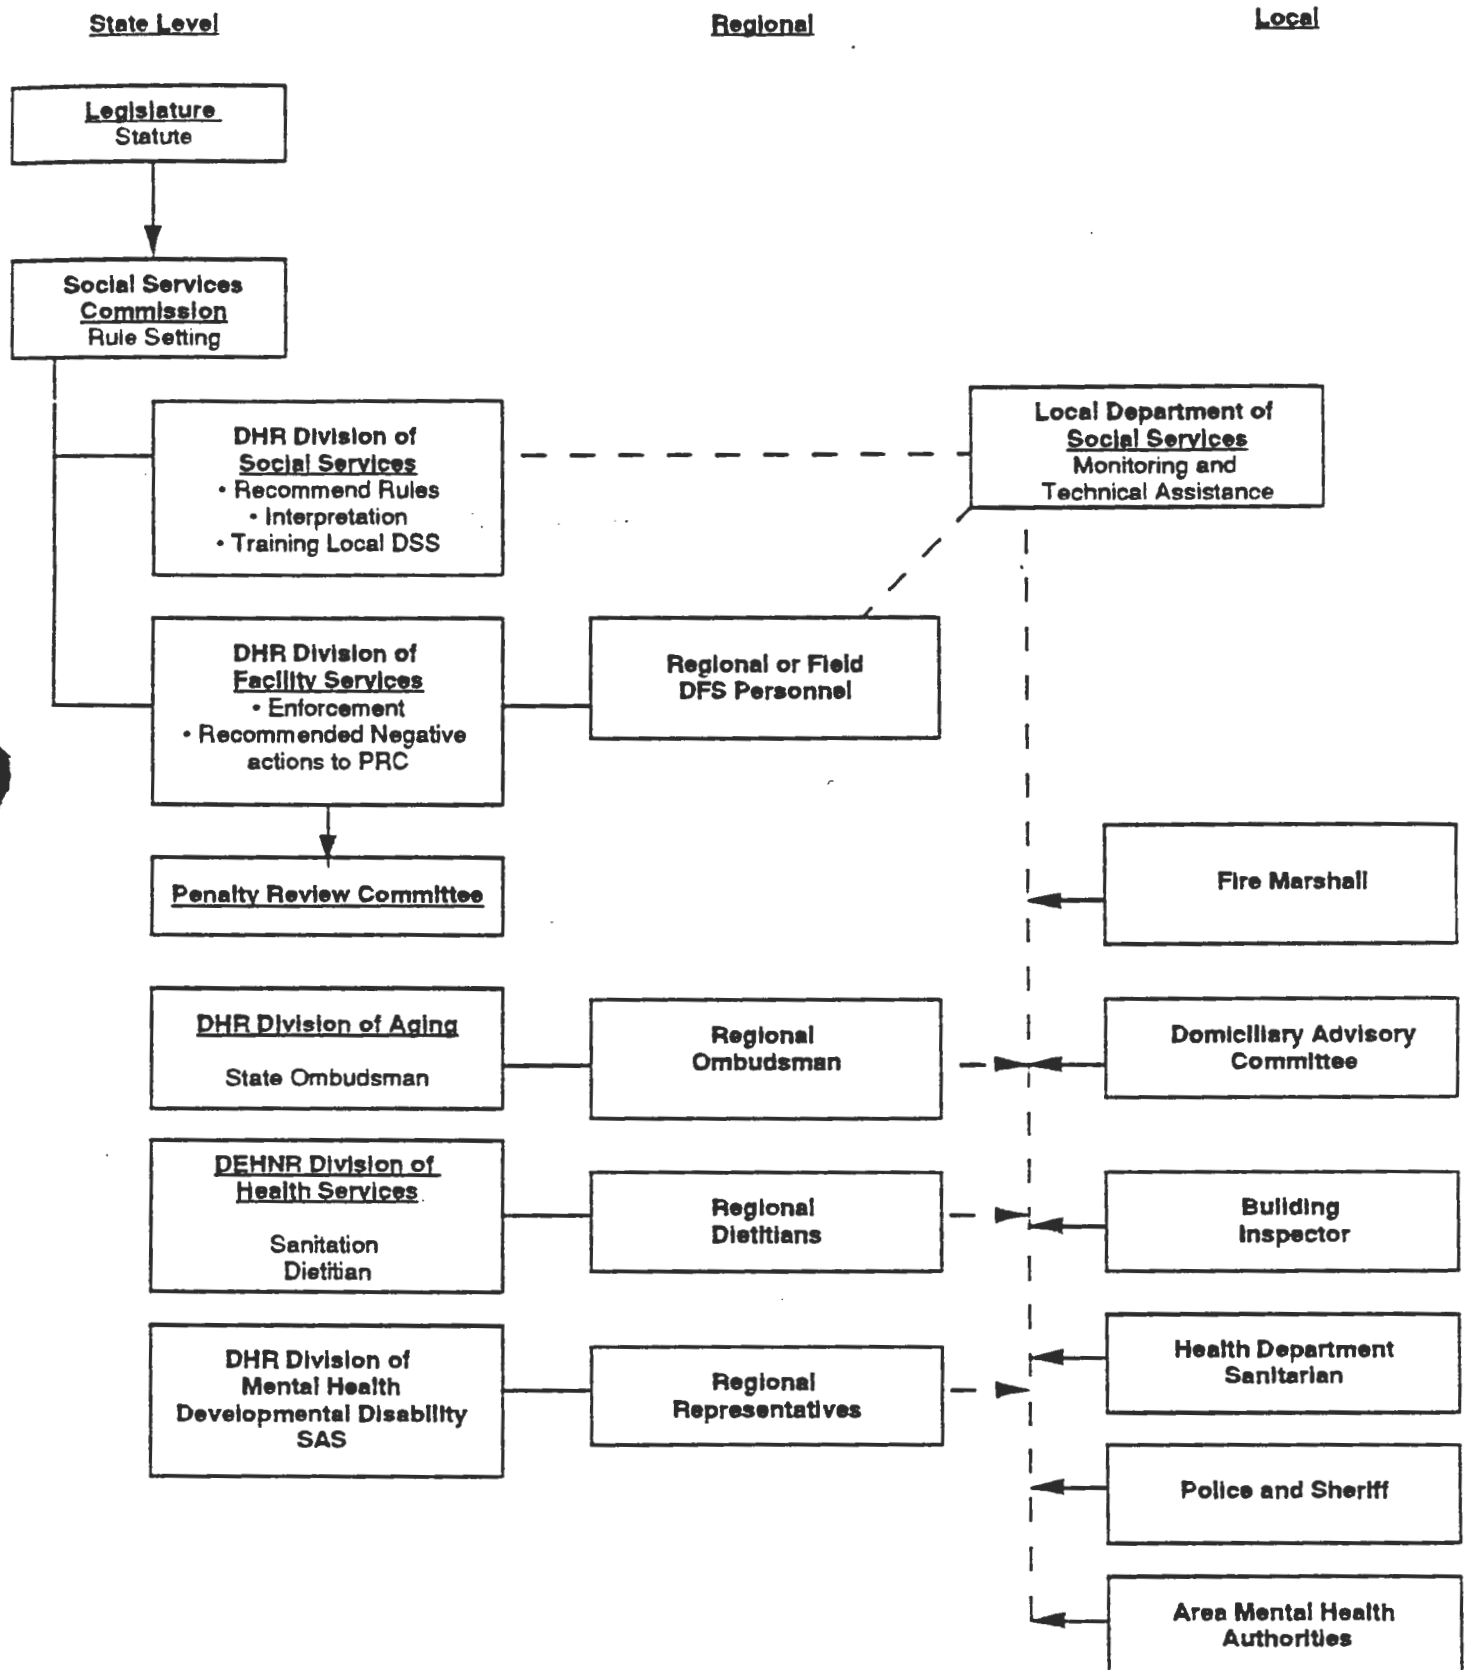 State Level
Regional
Local
Legislature
Statute
Social Services
Commission
Rule Setting
DHR Division of
Social Services
• Recommend Rules
• Interpretation
• Training Local DSS
Local Department of
Social Services
Monitoring and
Technical Assistance
DHR Division of
Facility Services
• Enforcement
• Recommended Negative
actions to PRC
Regional or Field
DFS Personnel
Penalty Review Committee
Fire Marshall
DHR Division of Aging
State Ombudsman
Regional
Ombudsman
Domiciliary Advisory
Committee
DEHNR Division of
Health Services
Sanitation
Dietitian
Regional
Dietitians
Building
Inspector
DHR Division of
Mental Health
Developmental Disability
SAS
Regional
Representatives
Health Department
Sanitarian
Police and Sheriff
Area Mental Health
Authorities